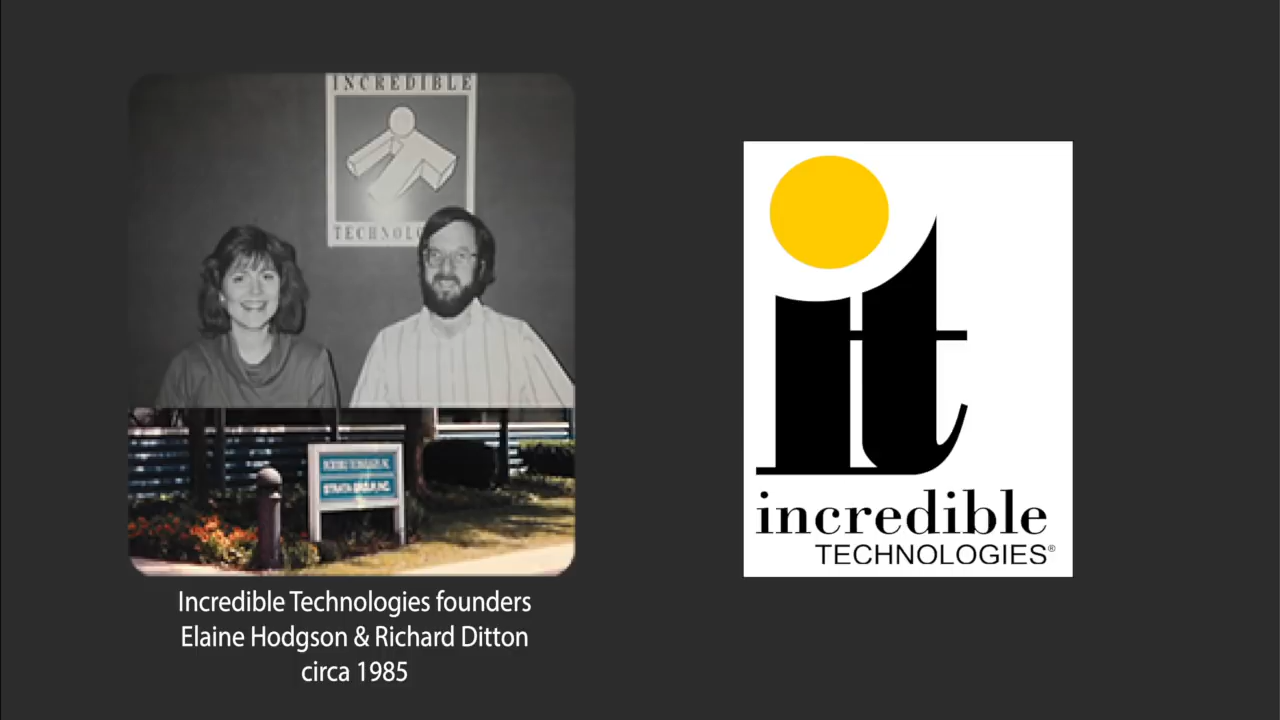 INCREDIBLE
TECHNOLO
Incredible Technologies founders
Elaine Hodgson & Richard Ditton
circa 1985
it
incredible
TECHNOLOGIES®